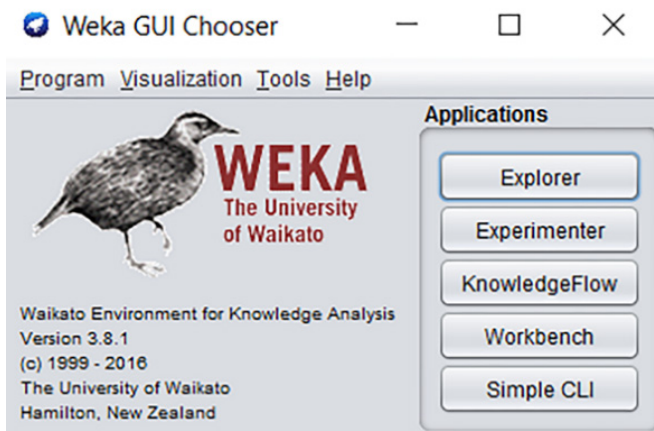 Weka GUI Chooser
Program Visualization Tools Help
WEKA
The University
of Waikato
Waikato Environment for Knowledge Analysis
Version 3.8.1
(c) 1999 - 2016
The University of Waikato
Hamilton, New Zealand
Applications
Explorer
Experimenter
KnowledgeFlow
Workbench
Simple CLI